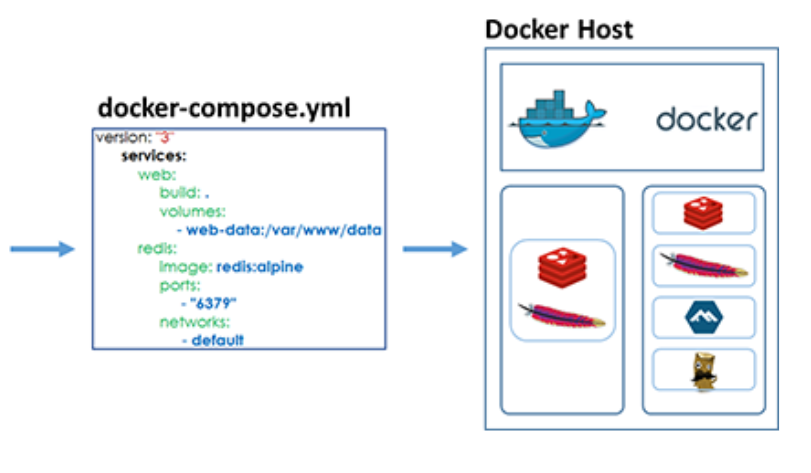 docker-compose.yml
version: "3"
services:
web:
build: .
volumes:
- web-data:/var/www/data
redis:
image: redis:alpine
ports:
- "6379"
networks:
- default
Docker Host
docker